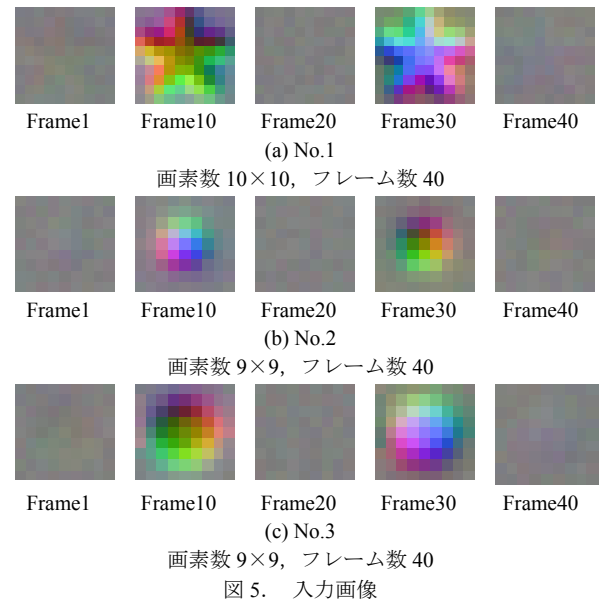 Frame1 Frame10 Frame20 Frame30 Frame40
(a) No.1
画素数 10×10，フレーム数 40
Frame1 Frame10 Frame20 Frame30 Frame40
(b) No.2
画素数 9×9，フレーム数 40
Frame1 Frame10 Frame20 Frame30 Frame40
(c) No.3
画素数 9×9，フレーム数 40
図 5． 入力画像